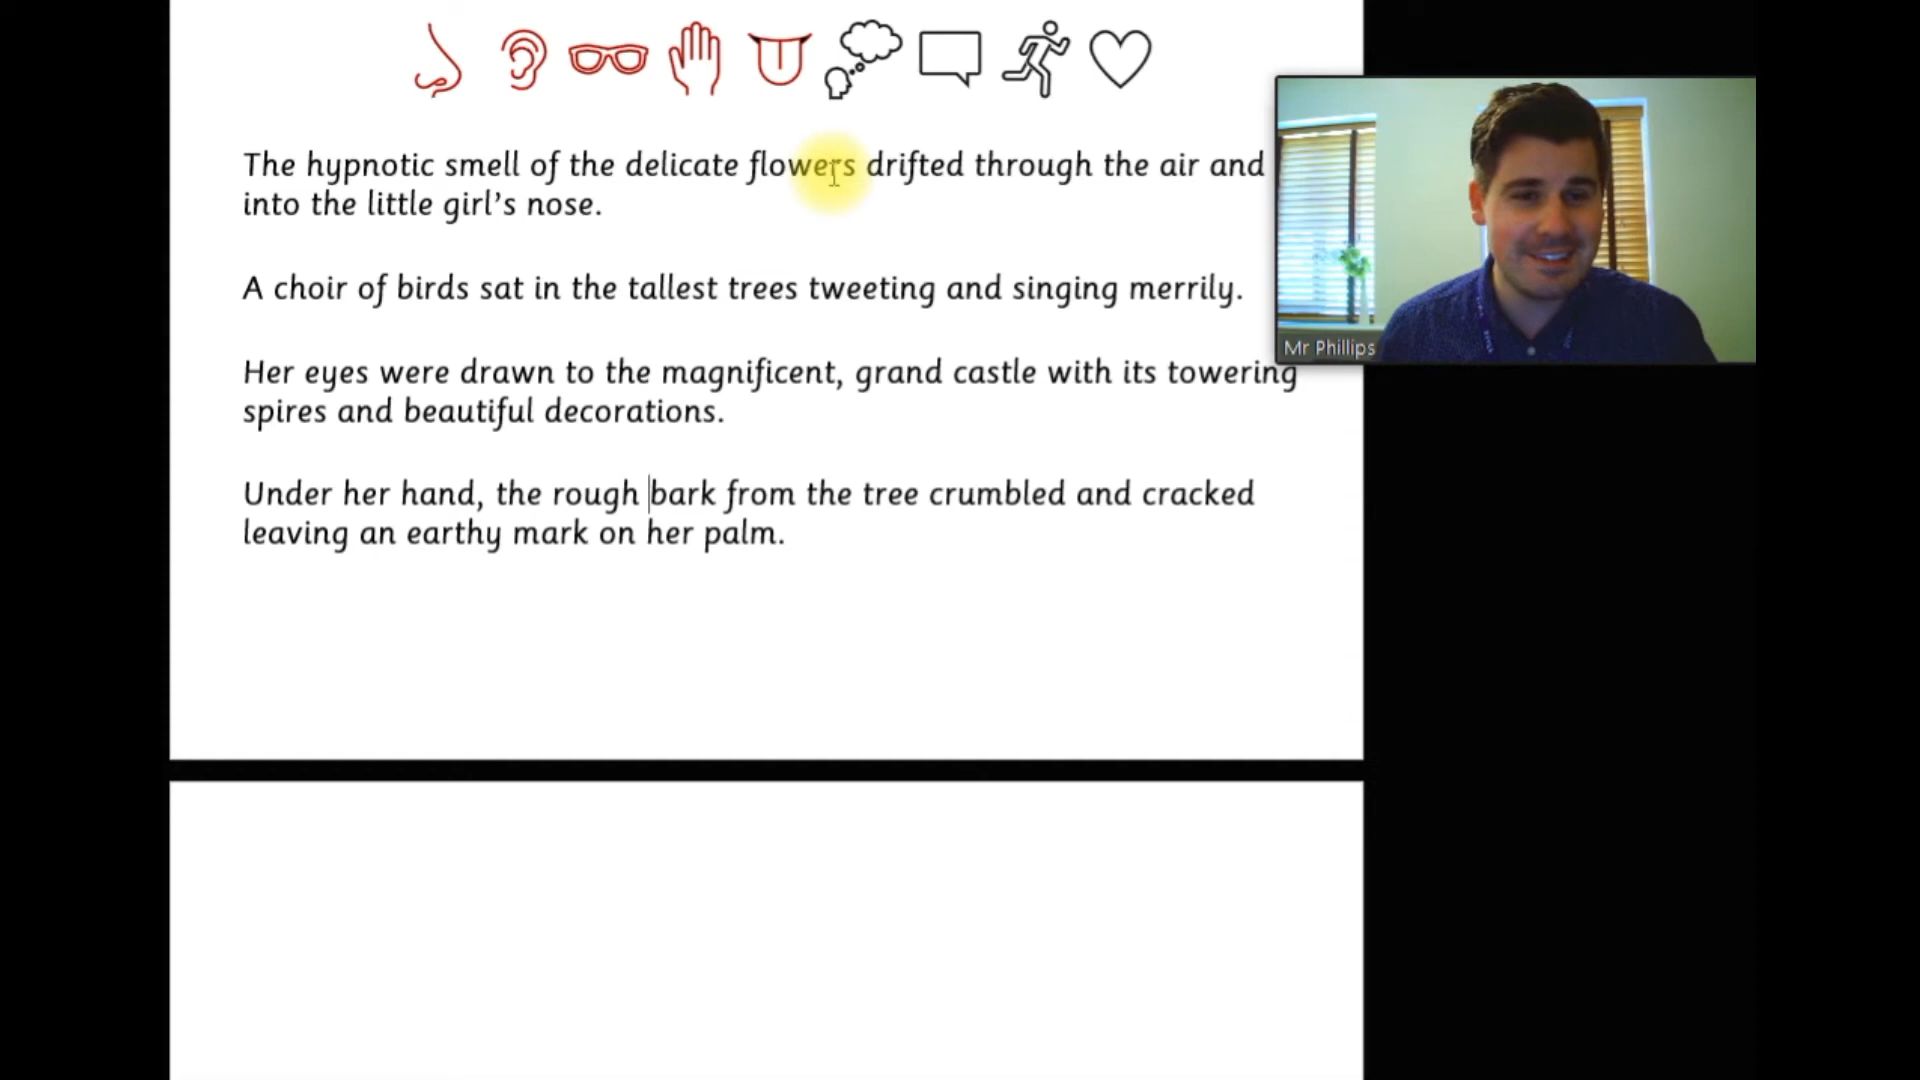 The hypnotic smell of the delicate flowers drifted through the air and
into the little girl’s nose.
A choir of birds sat in the tallest trees tweeting and singing merrily.
Her eyes were drawn to the magnificent, grand castle with its towering
spires and beautiful decorations.
Under her hand, the rough bark from the tree crumbled and cracked
leaving an earthy mark on her palm.
Mr Phillips